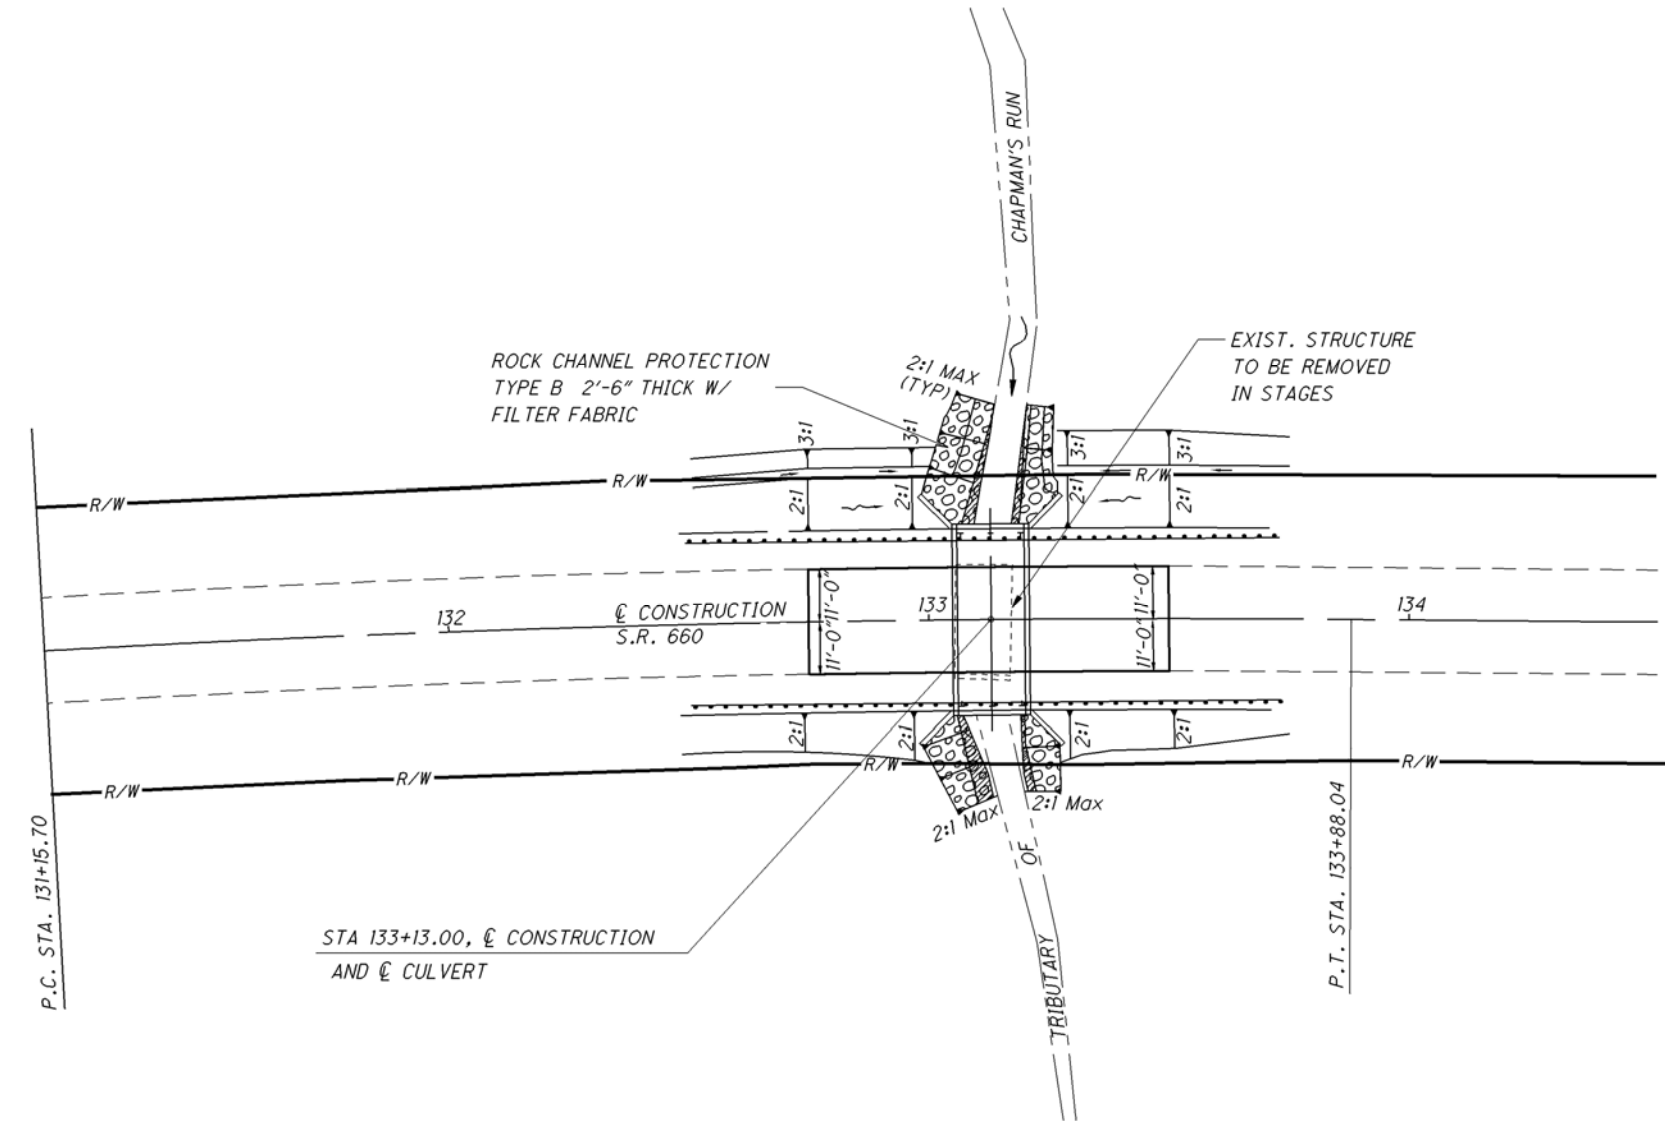 CHAPMAN'S RUN
ROCK CHANNEL PROTECTION
TYPE B 2'-6" THICK W/
FILTER FABRIC
2:1 MAX
(TYP)
EXIST. STRUCTURE
TO BE REMOVED
IN STAGES
3:1
3:1
3:1
3:1
R/W
R/W
R/W
2:1
2:1
2:1
2:1
132
℄ CONSTRUCTION
S.R. 660
11'-0"
11'-0"
133
11'-0"
11'-0"
134
2:1
2:1
2:1
2:1
R/W
R/W
R/W
R/W
2:1 Max
2:1 Max
OF
TRIBUTARY
P.C. STA. 131+15.70
P.T. STA. 133+88.04
STA 133+13.00, ℄ CONSTRUCTION
AND ℄ CULVERT